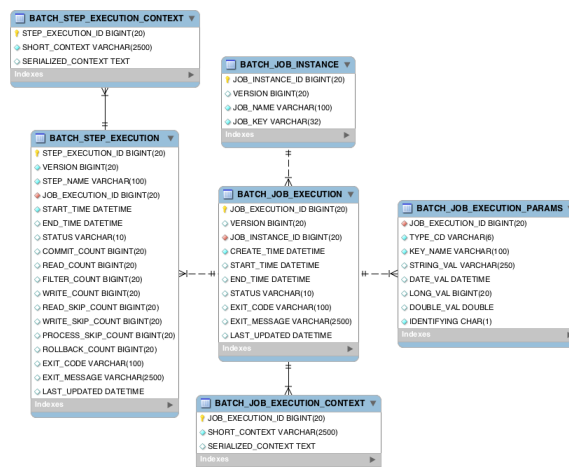 BATCH_STEP_EXECUTION_CONTEXT
STEP_EXECUTION_ID BIGINT(20)
SHORT_CONTEXT VARCHAR(2500)
SERIALIZED_CONTEXT TEXT
Indexes
BATCH_JOB_INSTANCE
JOB_INSTANCE_ID BIGINT(20)
VERSION BIGINT(20)
JOB_NAME VARCHAR(100)
JOB_KEY VARCHAR(32)
Indexes
BATCH_STEP_EXECUTION
STEP_EXECUTION_ID BIGINT(20)
VERSION BIGINT(20)
STEP_NAME VARCHAR(100)
JOB_EXECUTION_ID BIGINT(20)
START_TIME DATETIME
END_TIME DATETIME
STATUS VARCHAR(10)
COMMIT_COUNT BIGINT(20)
READ_COUNT BIGINT(20)
FILTER_COUNT BIGINT(20)
WRITE_COUNT BIGINT(20)
READ_SKIP_COUNT BIGINT(20)
WRITE_SKIP_COUNT BIGINT(20)
PROCESS_SKIP_COUNT BIGINT(20)
ROLLBACK_COUNT BIGINT(20)
EXIT_CODE VARCHAR(100)
EXIT_MESSAGE VARCHAR(2500)
LAST_UPDATED DATETIME
Indexes
BATCH_JOB_EXECUTION
JOB_EXECUTION_ID BIGINT(20)
VERSION BIGINT(20)
JOB_INSTANCE_ID BIGINT(20)
CREATE_TIME DATETIME
START_TIME DATETIME
END_TIME DATETIME
STATUS VARCHAR(10)
EXIT_CODE VARCHAR(100)
EXIT_MESSAGE VARCHAR(2500)
LAST_UPDATED DATETIME
Indexes
BATCH_JOB_EXECUTION_PARAMS
JOB_EXECUTION_ID BIGINT(20)
TYPE_CD VARCHAR(6)
KEY_NAME VARCHAR(100)
STRING_VAL VARCHAR(250)
DATE_VAL DATETIME
LONG_VAL BIGINT(20)
DOUBLE_VAL DOUBLE
IDENTIFYING CHAR(1)
Indexes
BATCH_JOB_EXECUTION_CONTEXT
JOB_EXECUTION_ID BIGINT(20)
SHORT_CONTEXT VARCHAR(2500)
SERIALIZED_CONTEXT TEXT
Indexes